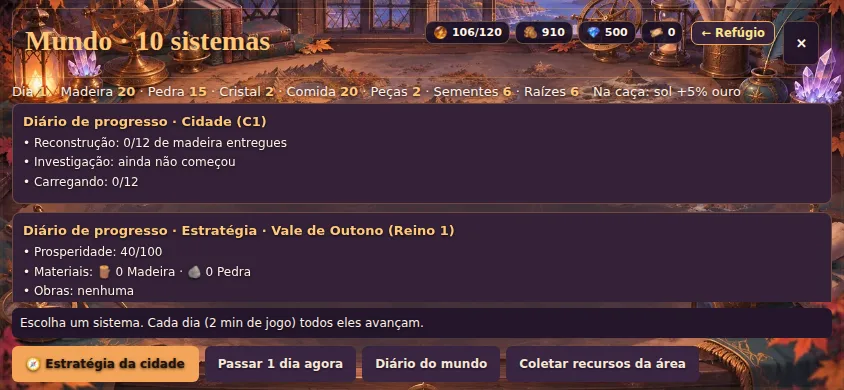 Mundo · 10 sistemas
106/120 910 500 0 ← Refúgio ×
Dia 1 · Madeira 20 · Pedra 15 · Cristal 2 · Comida 20 · Peças 2 · Sementes 6 · Raízes 6 Na caça: sol +5% ouro
Diário de progresso · Cidade (C1)
• Reconstrução: 0/12 de madeira entregues
• Investigação: ainda não começou
• Carregando: 0/12
Diário de progresso · Estratégia · Vale de Outono (Reino 1)
• Prosperidade: 40/100
• Materiais: 0 Madeira · 0 Pedra
• Obras: nenhuma
Escolha um sistema. Cada dia (2 min de jogo) todos eles avançam.
Estratégia da cidade Passar 1 dia agora Diário do mundo Coletar recursos da área